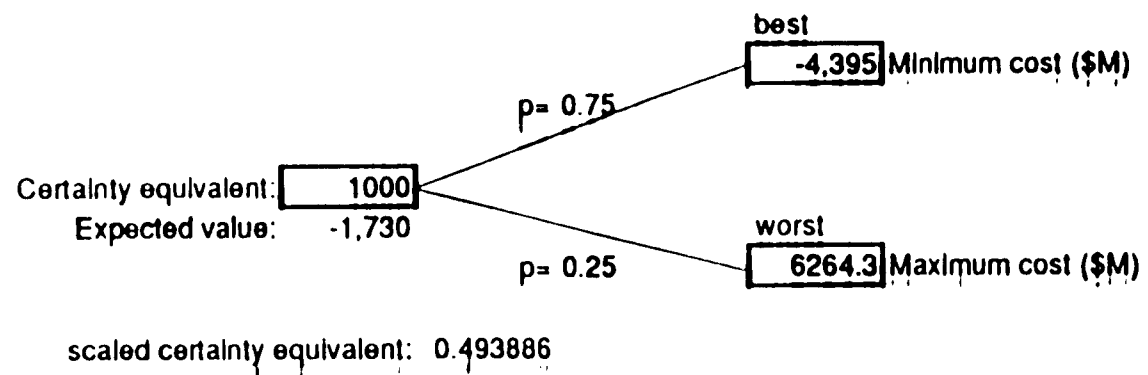 best
-4,395 Minimum cost ($M)
p= 0.75
Certainty equivalent: 1000
Expected value: -1,730
worst
p= 0.25
6264.3 Maximum cost ($M)
scaled certainty equivalent: 0.493886